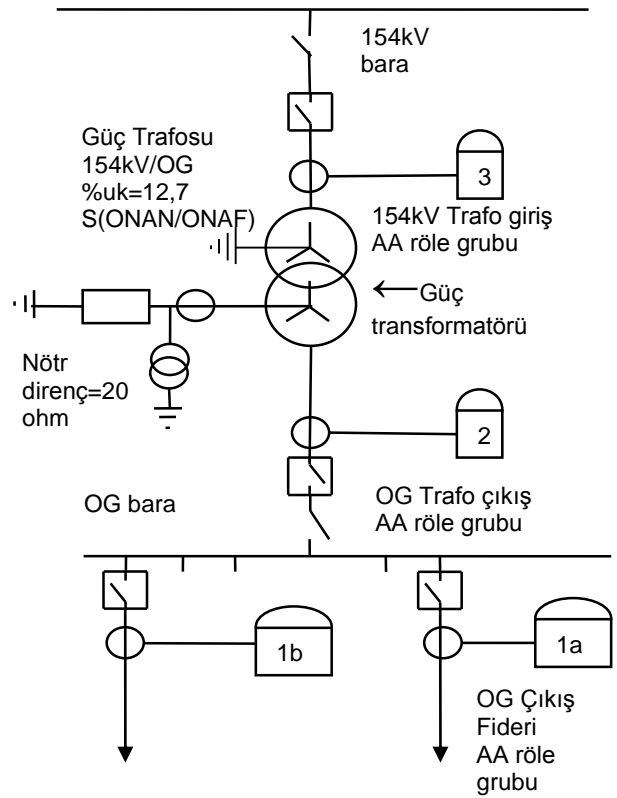 154kV
bara
Güç Trafosu
154kV/OG
%uk=12,7
S(ONAN/ONAF)
3
154kV Trafo giriş
AA röle grubu
←Güç
transformatörü
Nötr
direnç=20
ohm
2
OG bara
OG Trafo çıkış
AA röle grubu
1b
1a
OG Çıkış
Fideri
AA röle
grubu